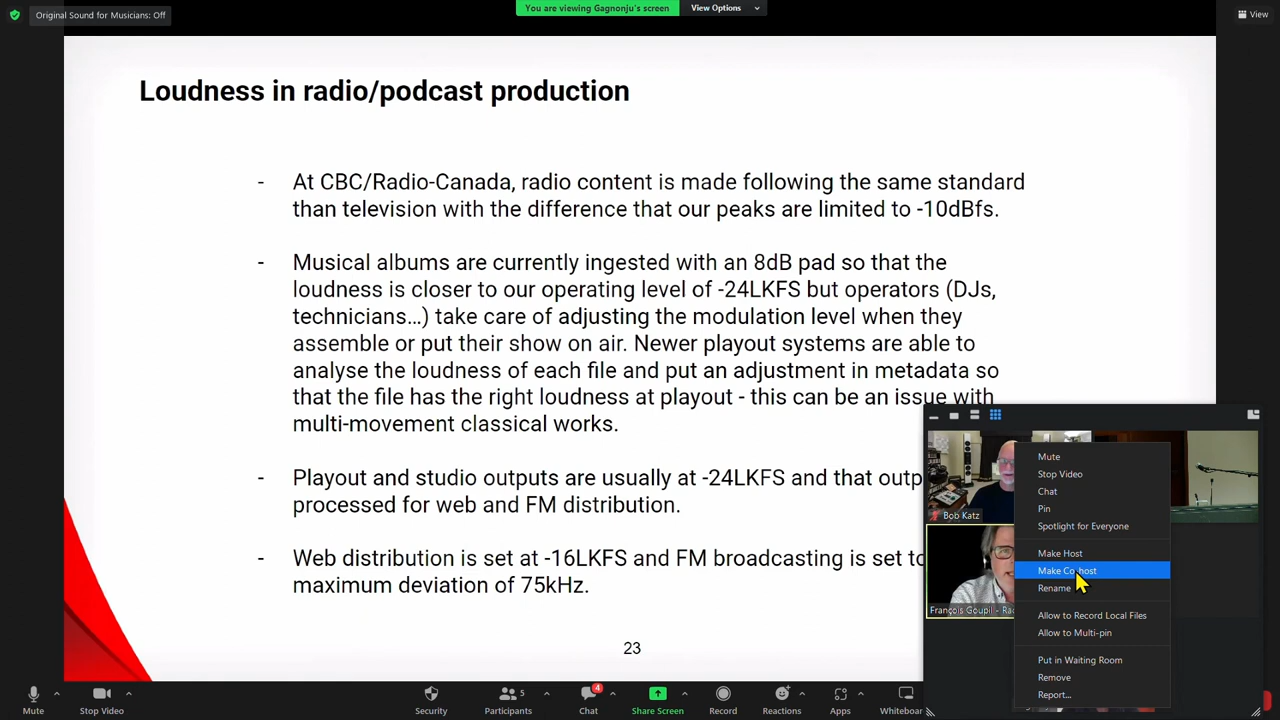 Original Sound for Musicians: Off
You are viewing Gagnonju's screen
View Options
View
Loudness in radio/podcast production
- At CBC/Radio-Canada, radio content is made following the same standard
than television with the difference that our peaks are limited to -10dBfs.
- Musical albums are currently ingested with an 8dB pad so that the
loudness is closer to our operating level of -24LKFS but operators (DJs,
technicians...) take care of adjusting the modulation level when they
assemble or put their show on air. Newer playout systems are able to
analyse the loudness of each file and put an adjustment in metadata so
that the file has the right loudness at playout - this can be an issue with
multi-movement classical works.
- Playout and studio outputs are usually at -24LKFS and that outp
processed for web and FM distribution.
- Web distribution is set at -16LKFS and FM broadcasting is set to
maximum deviation of 75kHz.
23
Bob Katz
François Goupil - Rad
Mute
Stop Video
Chat
Pin
Spotlight for Everyone
Make Host
Make Co-host
Rename
Allow to Record Local Files
Allow to Multi-pin
Put in Waiting Room
Remove
Report...
Mute
Stop Video
Security
Participants
5
Chat
4
Share Screen
Record
Reactions
Apps
Whiteboa